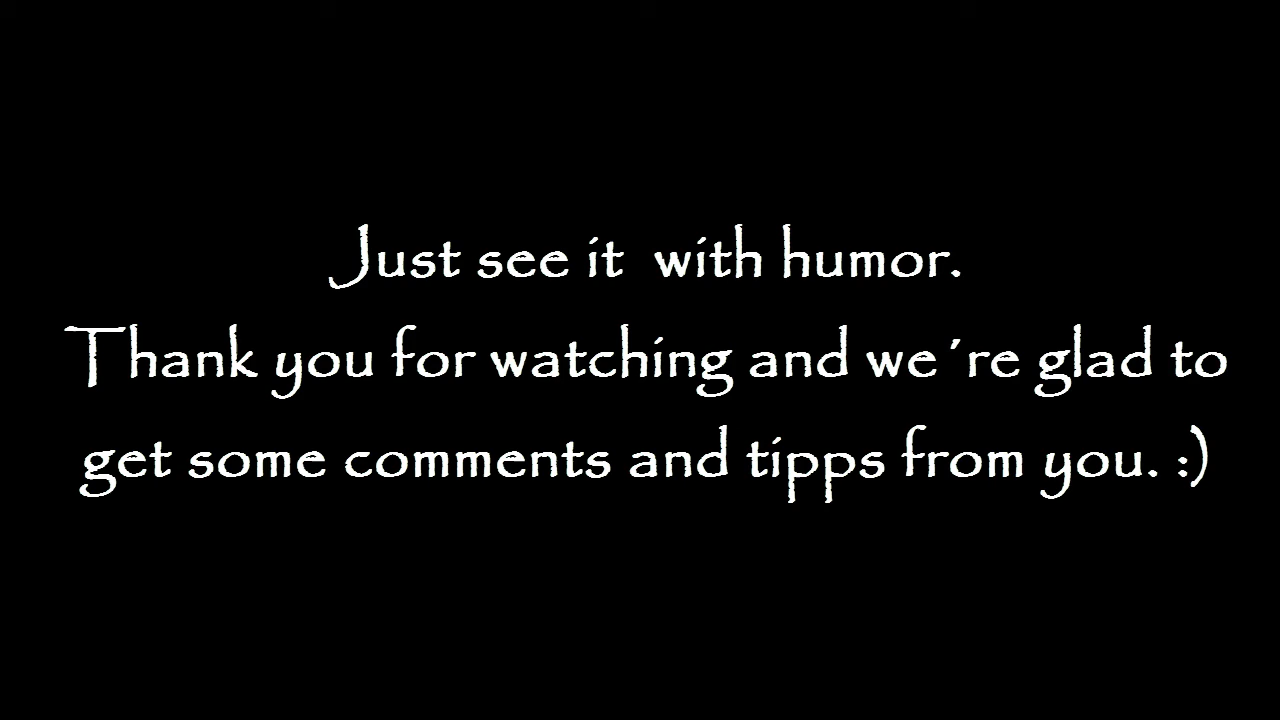 Just see it  with humor.
Thank you for watching and we´re glad to
get some comments and tipps from you. :)